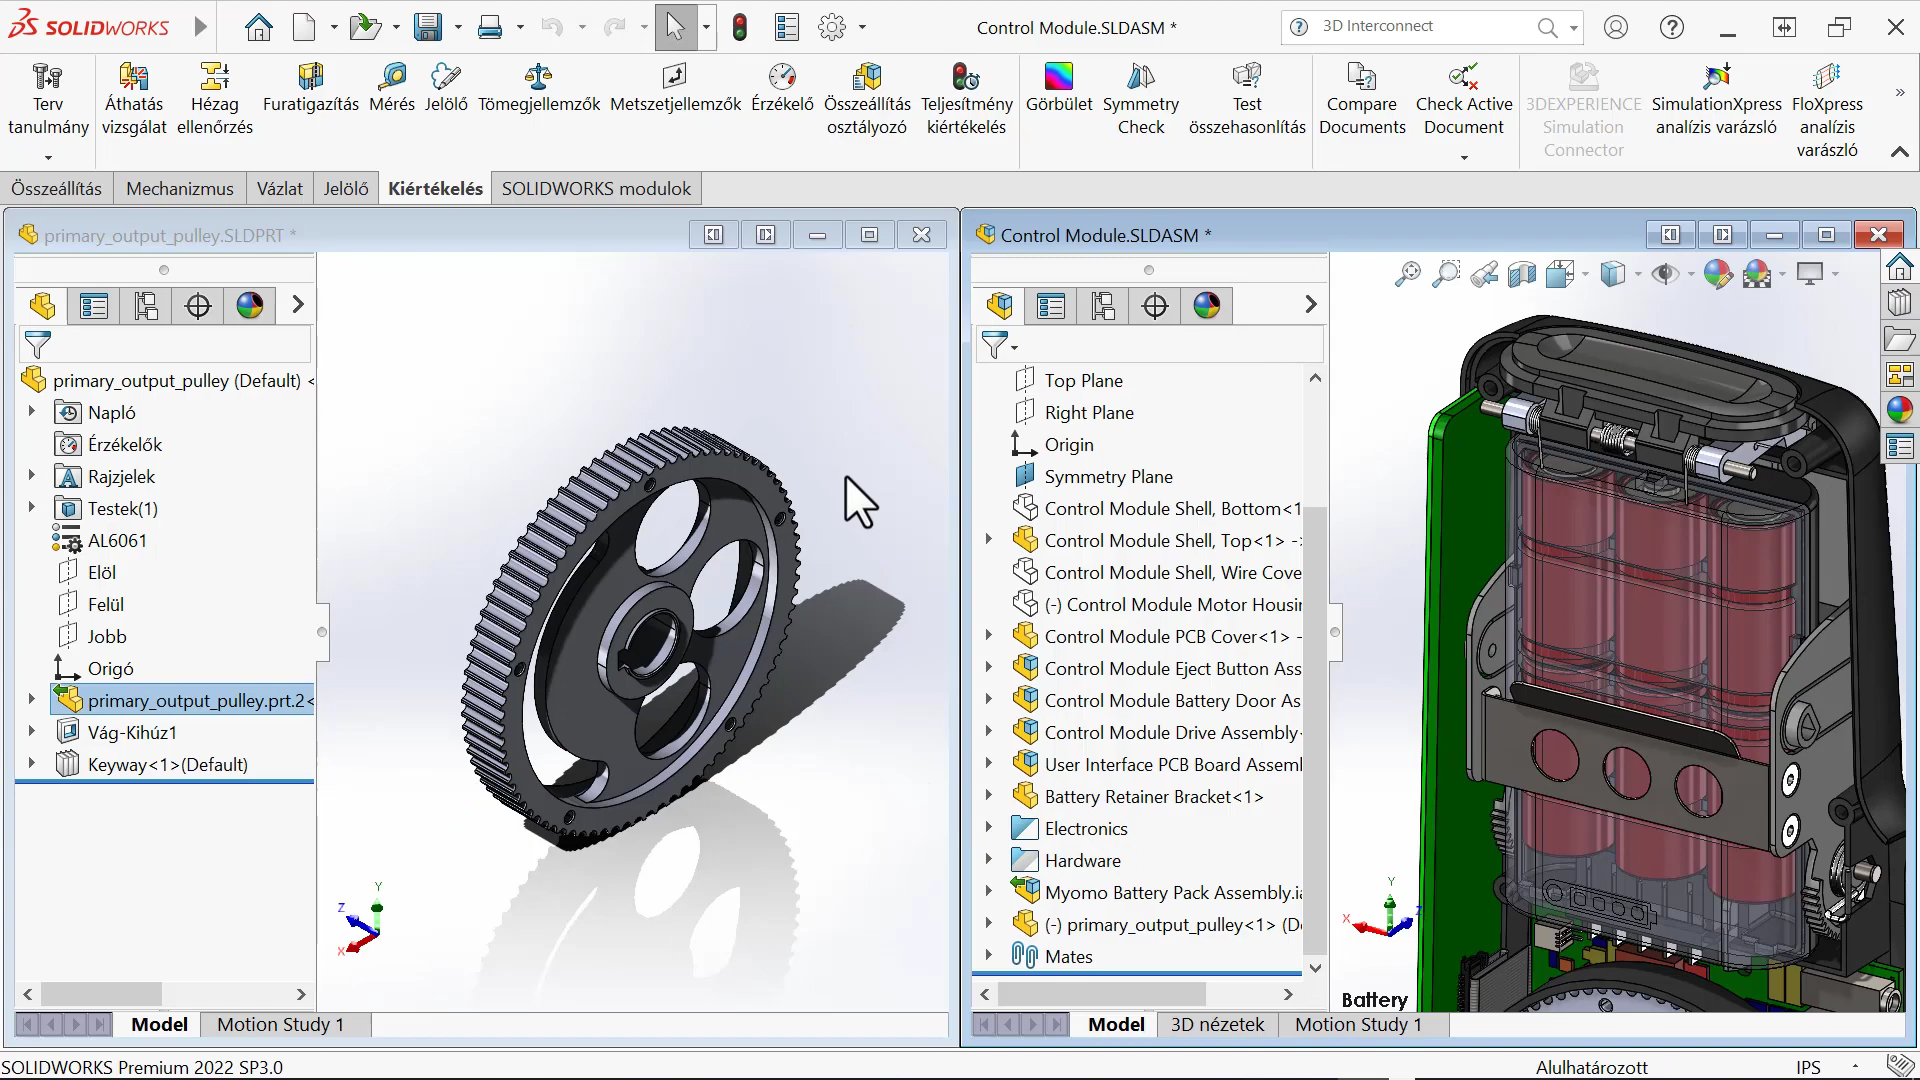 SOLIDWORKS
Control Module.SLDASM *
3D Interconnect
Terv tanulmány
Áthatás vizsgálat
Hézag ellenőrzés
Furatigazítás
Mérés
Jelölő
Tömegjellemzők
Metszetjellemzők
Érzékelő
Összeállítás osztályozó
Teljesítmény kiértékelés
Görbület
Symmetry Check
Test összehasonlítás
Compare Documents
Check Active Document
3DEXPERIENCE Simulation Connector
SimulationXpress analízis varázsló
FloXpress analízis varászló
Összeállítás
Mechanizmus
Vázlat
Jelölő
Kiértékelés
SOLIDWORKS modulok
primary_output_pulley.SLDPRT *
primary_output_pulley (Default) <
Napló
Érzékelők
Rajzjelek
Testek(1)
AL6061
Elöl
Felül
Jobb
Origó
primary_output_pulley.prt.2<
Vág-Kihúz1
Keyway<1>(Default)
Y
Z
X
Model
Motion Study 1
Control Module.SLDASM *
Top Plane
Right Plane
Origin
Symmetry Plane
Control Module Shell, Bottom<1
Control Module Shell, Top<1> -
Control Module Shell, Wire Cove
(-) Control Module Motor Housi
Control Module PCB Cover<1> -
Control Module Eject Button Ass
Control Module Battery Door As
Control Module Drive Assembly
User Interface PCB Board Assem
Battery Retainer Bracket<1>
Electronics
Hardware
Myomo Battery Pack Assembly.ia
(-) primary_output_pulley<1> (D
Mates
Y
X
Z
Battery
Model
3D nézetek
Motion Study 1
SOLIDWORKS Premium 2022 SP3.0
Alulhatározott
IPS